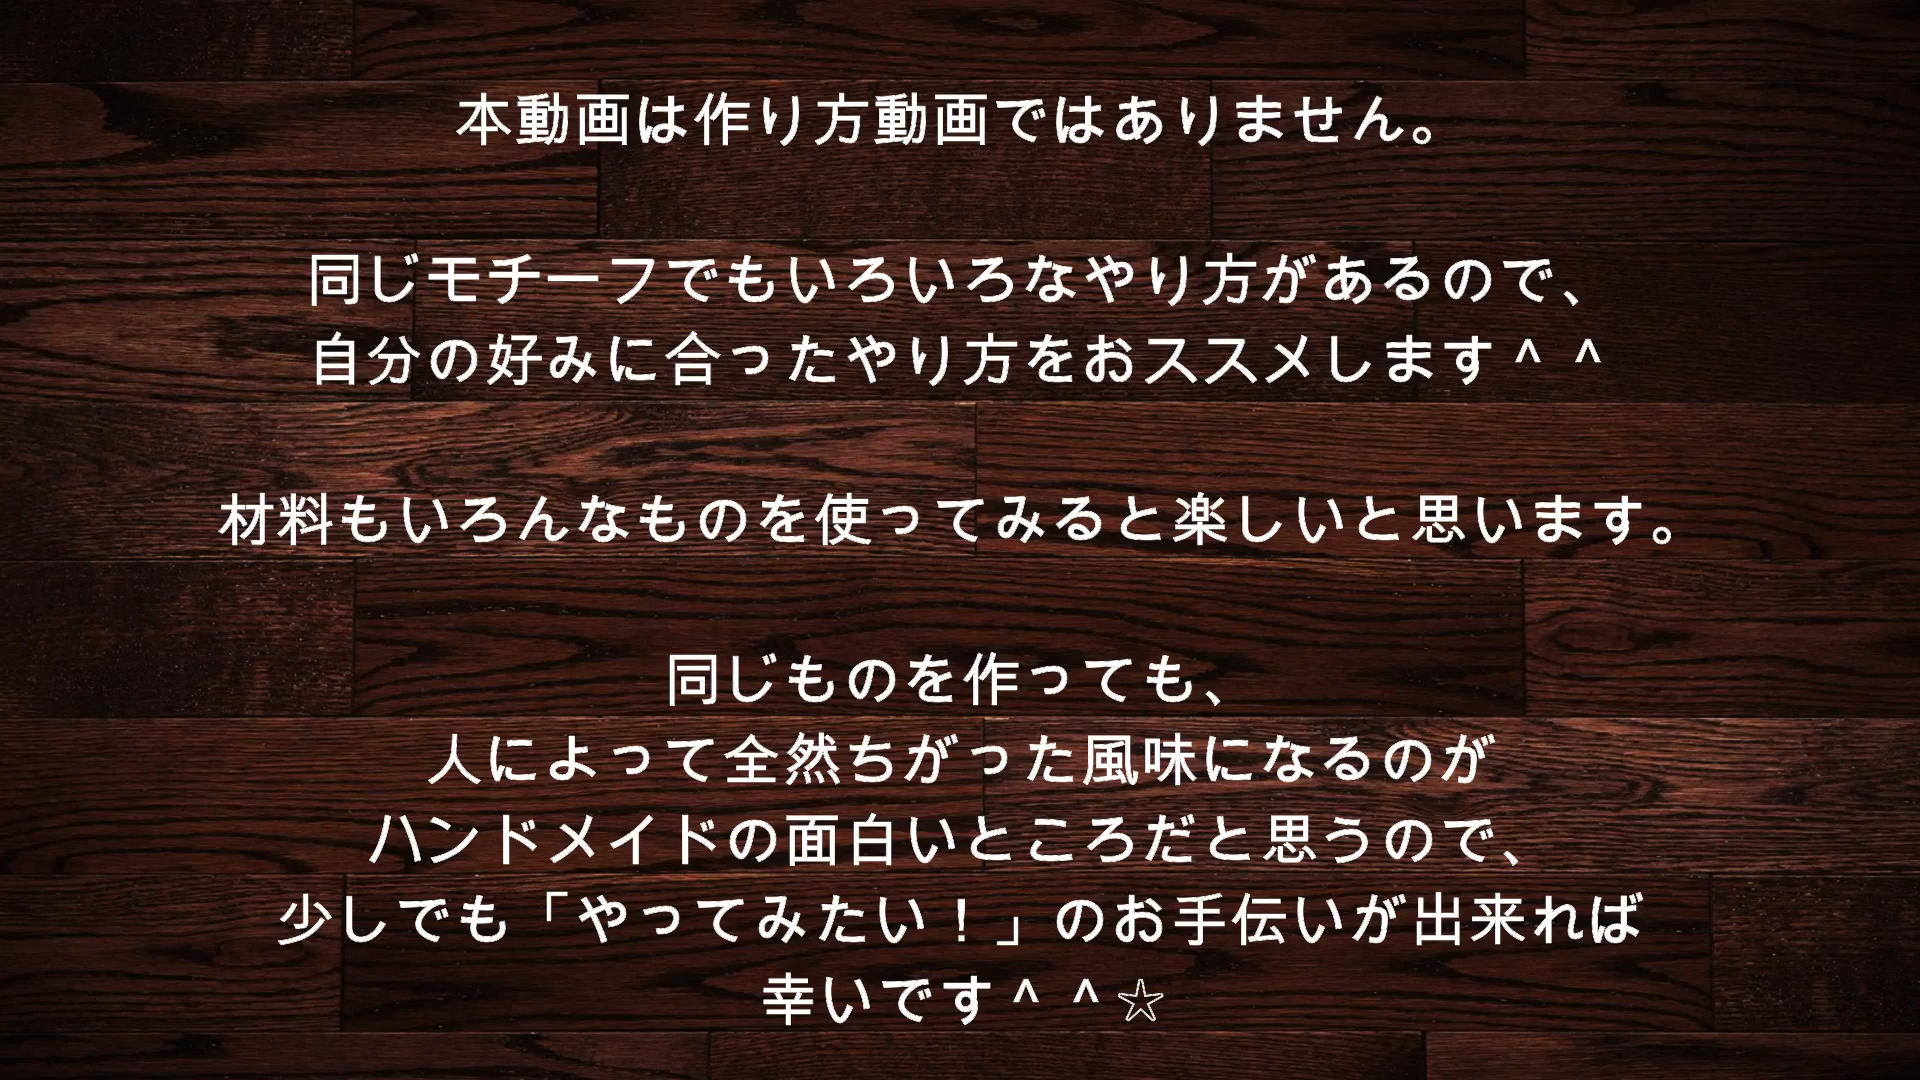 本動画は作り方動画ではありません。
同じモチーフでもいろいろなやり方があるので、
自分の好みに合ったやり方をおススメします＾＾
材料もいろんなものを使ってみると楽しいと思います。
同じものを作っても、
人によって全然ちがった風味になるのが
ハンドメイドの面白いところだと思うので、
少しでも「やってみたい！」のお手伝いが出来れば
幸いです＾＾☆